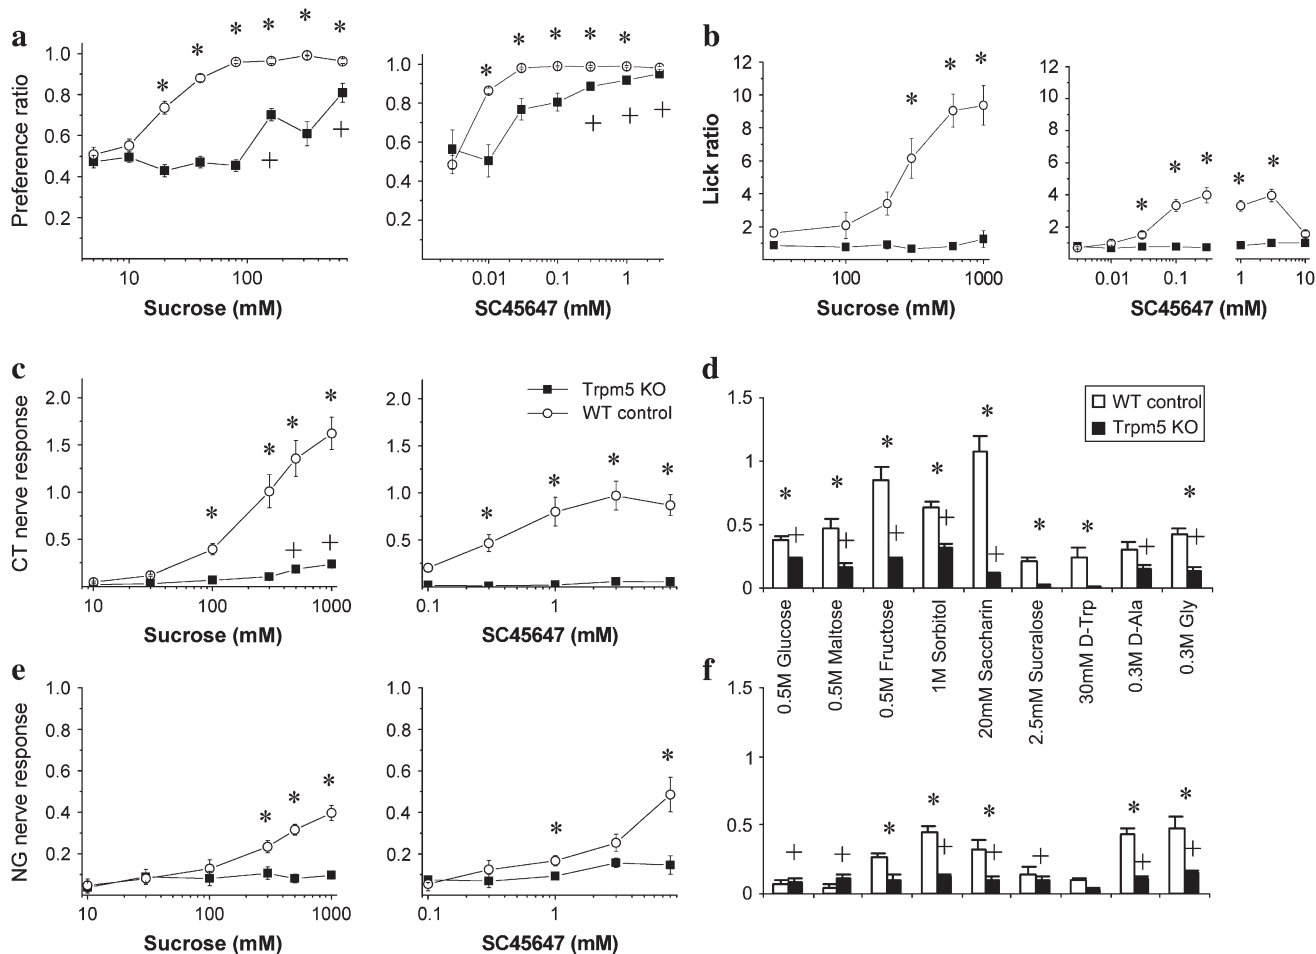 a
Preference ratio
1.0
0.8
0.6
0.4
0.2
* * * * * * *
+ +
10 100
Sucrose (mM)
1.0
0.8
0.6
0.4
0.2
* * * * *
+ + +
0.01 0.1 1
SC45647 (mM)
b
Lick ratio
12
10
8
6
4
2
* * *
100 1000
Sucrose (mM)
12
10
8
6
4
2
* * * * *
0.01 0.1 1 10
SC45647 (mM)
c
CT nerve response
2.0
1.5
1.0
0.5
* * * *
+ +
10 100 1000
Sucrose (mM)
2.0
1.5
1.0
0.5
Trpm5 KO
WT control
* * * *
0.1 1
SC45647 (mM)
d
1.5
1
0.5
0
WT control
Trpm5 KO
* * * * * * * *
+ + + + + + +
0.5M Glucose
0.5M Maltose
0.5M Fructose
1M Sorbitol
20mM Saccharin
2.5mM Sucralose
30mM D-Trp
0.3M D-Ala
0.3M Gly
e
NG nerve response
1.0
0.8
0.6
0.4
0.2
* * *
10 100 1000
Sucrose (mM)
1.0
0.8
0.6
0.4
0.2
* *
0.1 1
SC45647 (mM)
f
1.5
1
0.5
0
* * * * *
+ + + + + + +